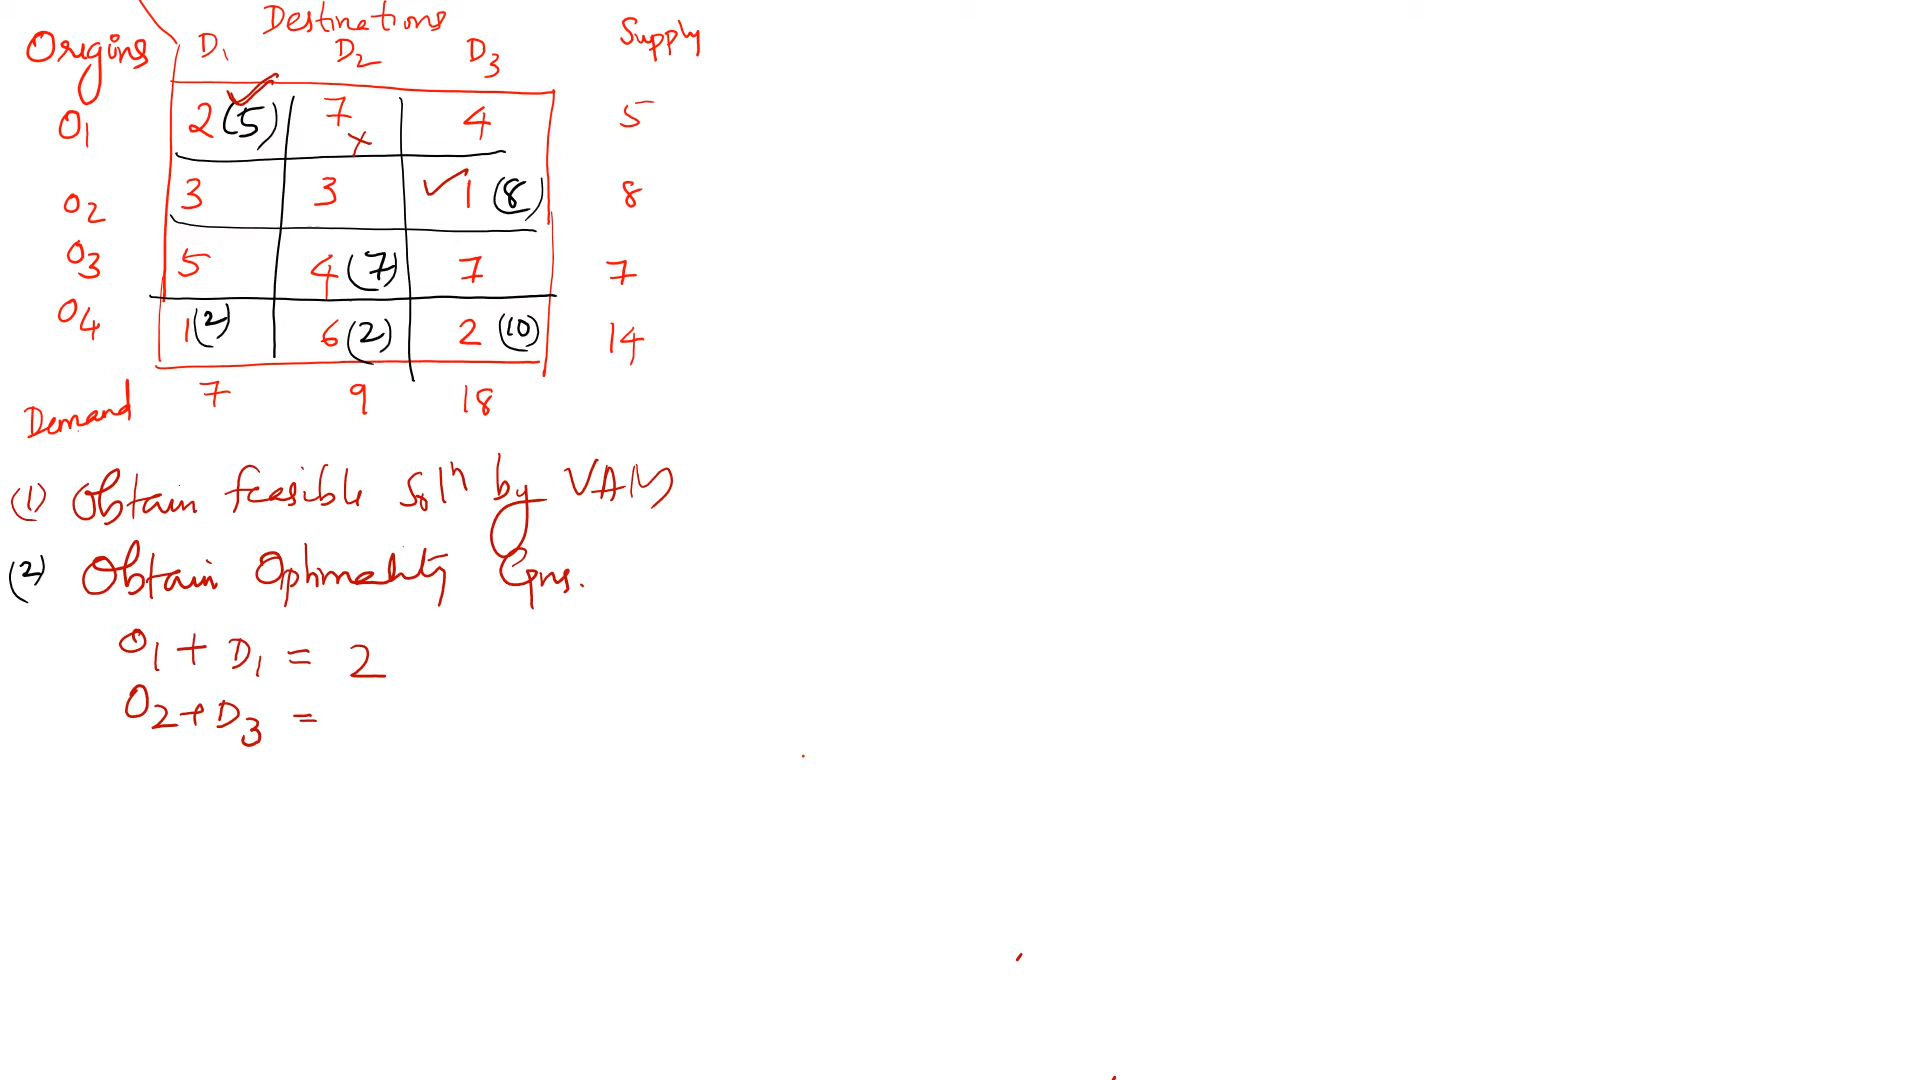 Destinations
Origins D1 D2 D3 Supply
O1 2 (5) 7 4 5
O2 3 3 1 (8) 8
O3 5 4 (7) 7 7
O4 1 (2) 6 (2) 2 (10) 14
Demand 7 9 18
(1) Obtain feasible Soln by VAM
(2) Obtain Optimality Eqns.
O1 + D1 = 2
O2 + D3 =